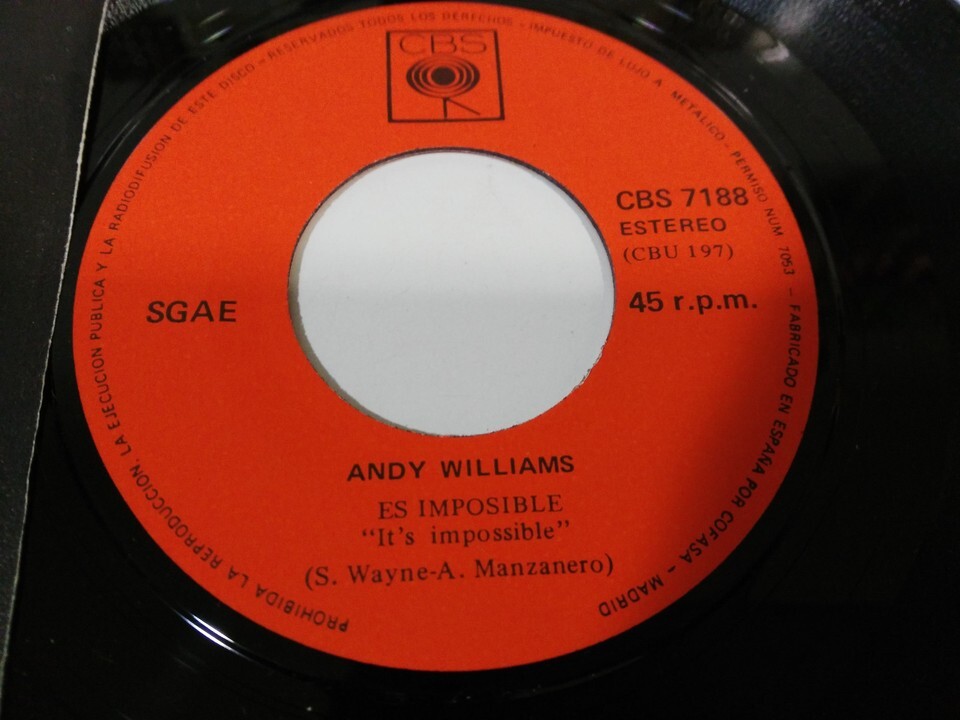 CBS
CBS 7188
ESTEREO
(CBU 197)
SGAE
45 r.p.m.
ANDY WILLIAMS
ES IMPOSIBLE
"It's impossible"
(S. Wayne-A. Manzanero)
PROHIBIDA LA REPRODUCCION, LA EJECUCION PUBLICA Y LA RADIODIFUSION DE ESTE DISCO - RESERVADOS TODOS LOS DERECHOS - IMPUESTO DE LUJO A METALICO - PERMISO NUM 7053 - FABRICADO EN ESPAÑA POR COFASA - MADRID